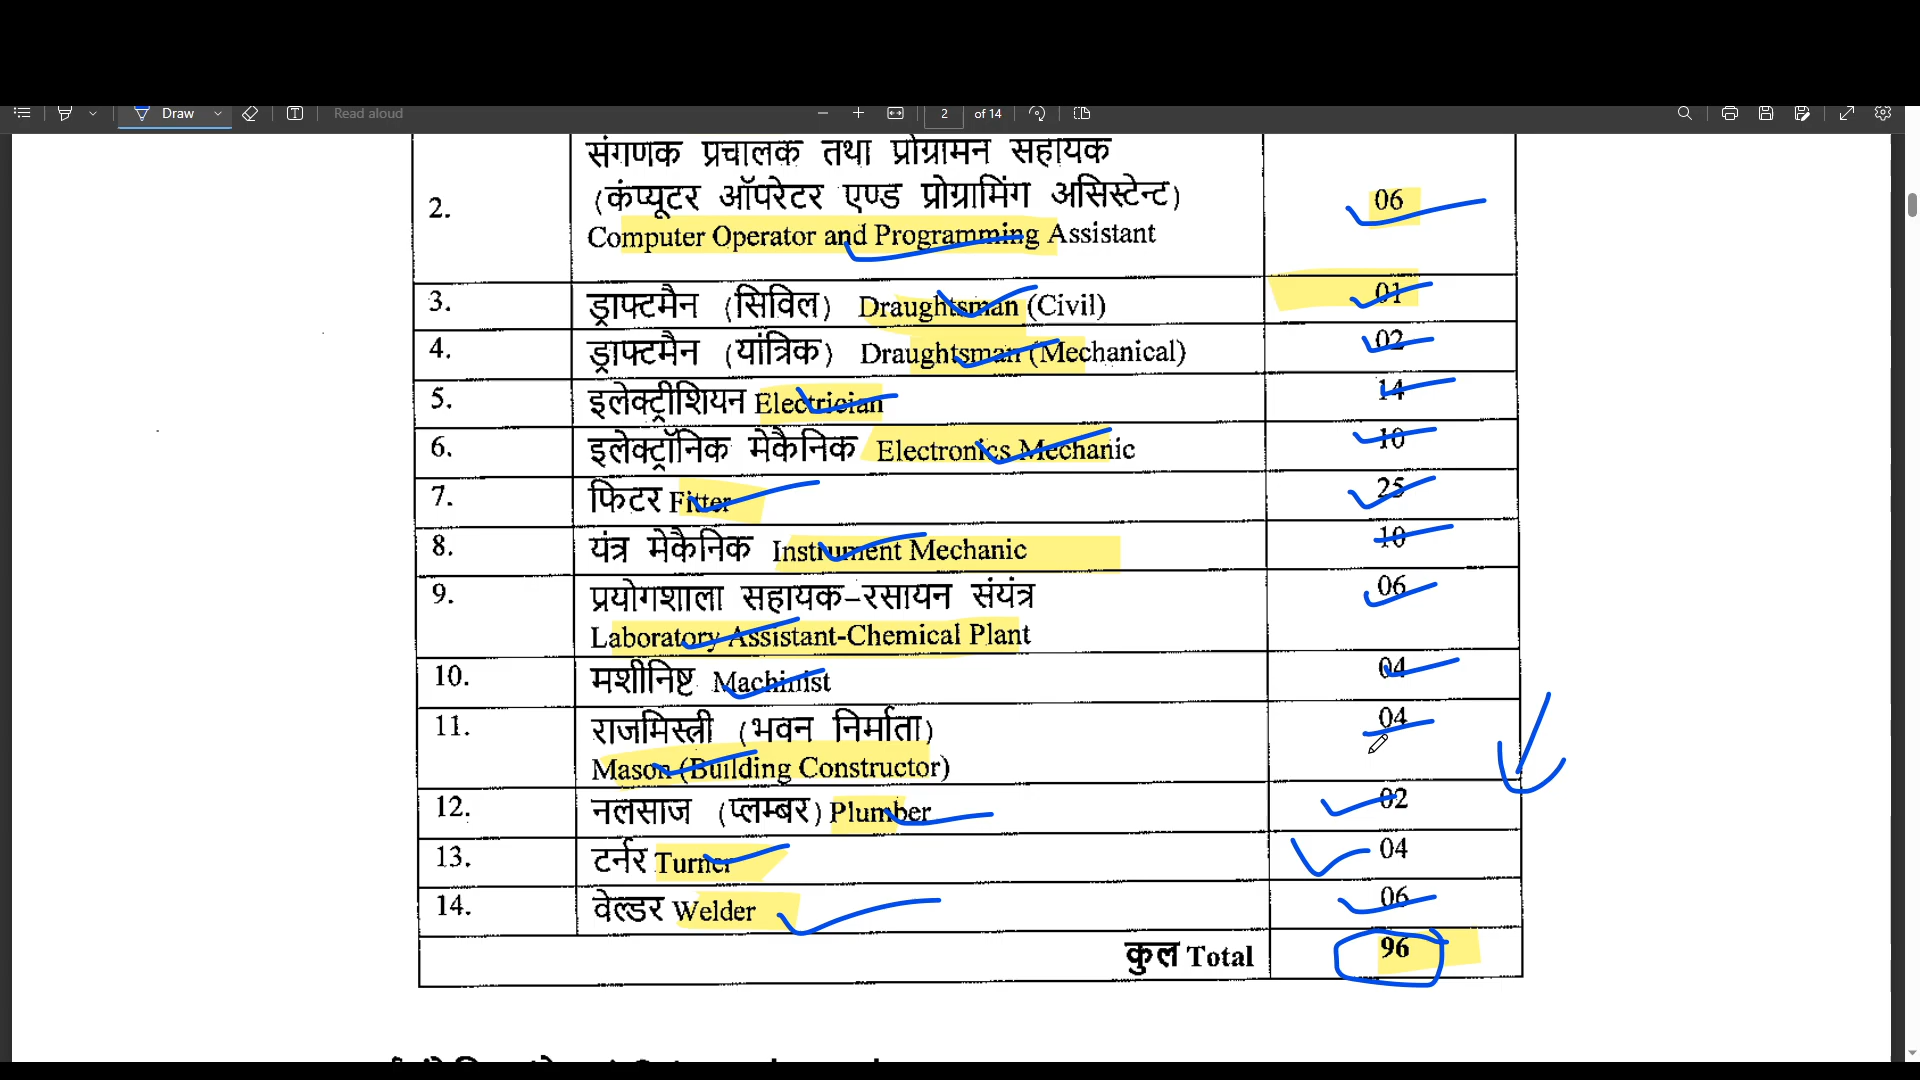 Draw Read aloud 2 of 14
संगणक प्रचालक तथा प्रोग्रामन सहायक
2. (कंप्यूटर ऑपरेटर एण्ड प्रोग्रामिंग असिस्टेन्ट) 06
Computer Operator and Programming Assistant
3. ड्राफ्टमैन (सिविल) Draughtsman (Civil) 01
4. ड्राफ्टमैन (यांत्रिक) Draughtsman (Mechanical) 02
5. इलेक्ट्रीशियन Electrician 14
6. इलेक्ट्रॉनिक मेकैनिक Electronics Mechanic 10
7. फिटर Fitter 25
8. यंत्र मेकैनिक Instrument Mechanic 10
9. प्रयोगशाला सहायक–रसायन संयंत्र 06
Laboratory Assistant-Chemical Plant
10. मशीनिष्ट Machinist 04
11. राजमिस्त्री (भवन निर्माता) 04
Mason (Building Constructor)
12. नलसाज (प्लम्बर) Plumber 02
13. टर्नर Turner 04
14. वेल्डर Welder 06
कुल Total 96